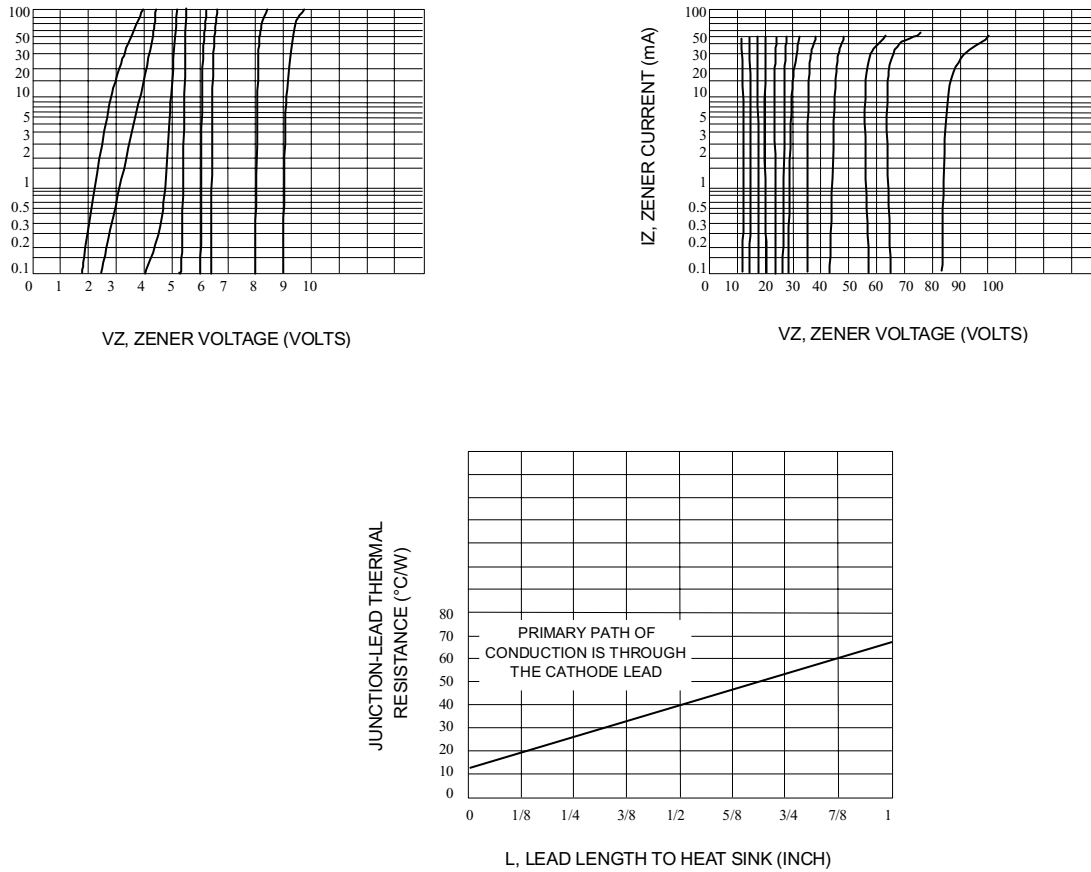 100
50
30
20
10
5
3
2
1
0.5
0.3
0.2
0.1
0 1 2 3 4 5 6 7 8 9 10
VZ, ZENER VOLTAGE (VOLTS)
IZ, ZENER CURRENT (mA)
100
50
30
20
10
5
3
2
1
0.5
0.3
0.2
0.1
0 10 20 30 40 50 60 70 80 90 100
VZ, ZENER VOLTAGE (VOLTS)
JUNCTION-LEAD THERMAL
RESISTANCE (°C/W)
80
70
60
50
40
30
20
10
0
PRIMARY PATH OF
CONDUCTION IS THROUGH
THE CATHODE LEAD
0 1/8 1/4 3/8 1/2 5/8 3/4 7/8 1
L, LEAD LENGTH TO HEAT SINK (INCH)